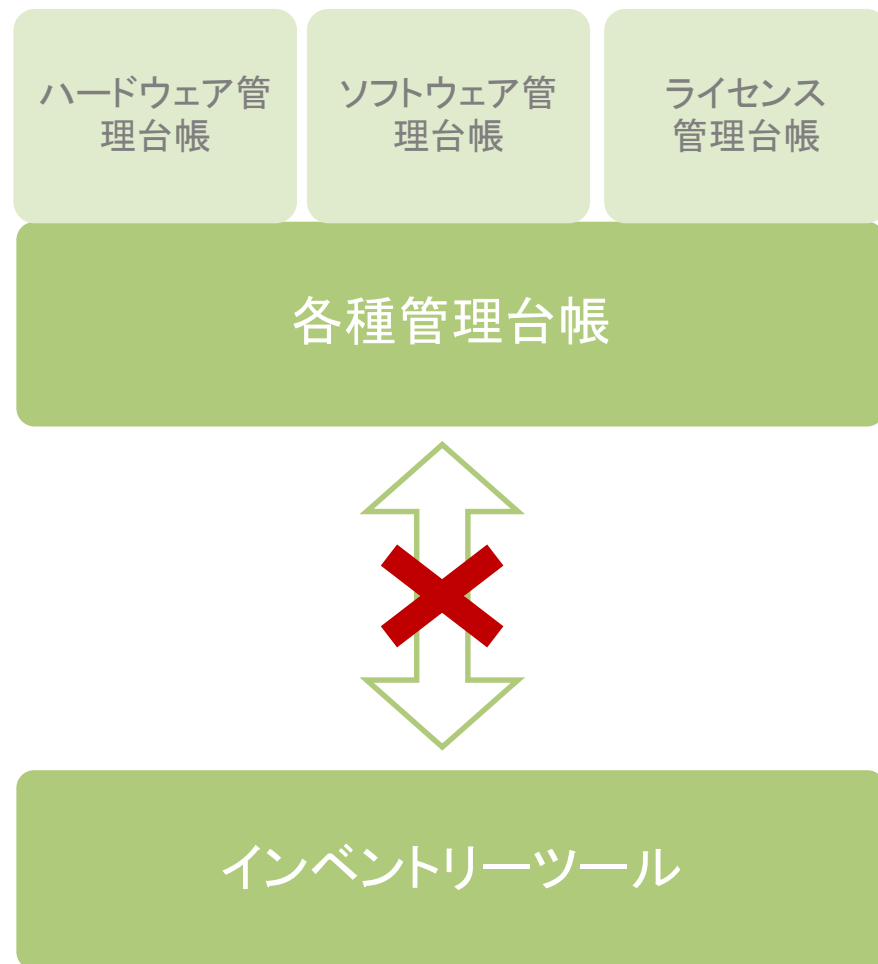 ハードウェア管
理台帳
ソフトウェア管
理台帳
ライセンス
管理台帳
各種管理台帳
インベントリーツール